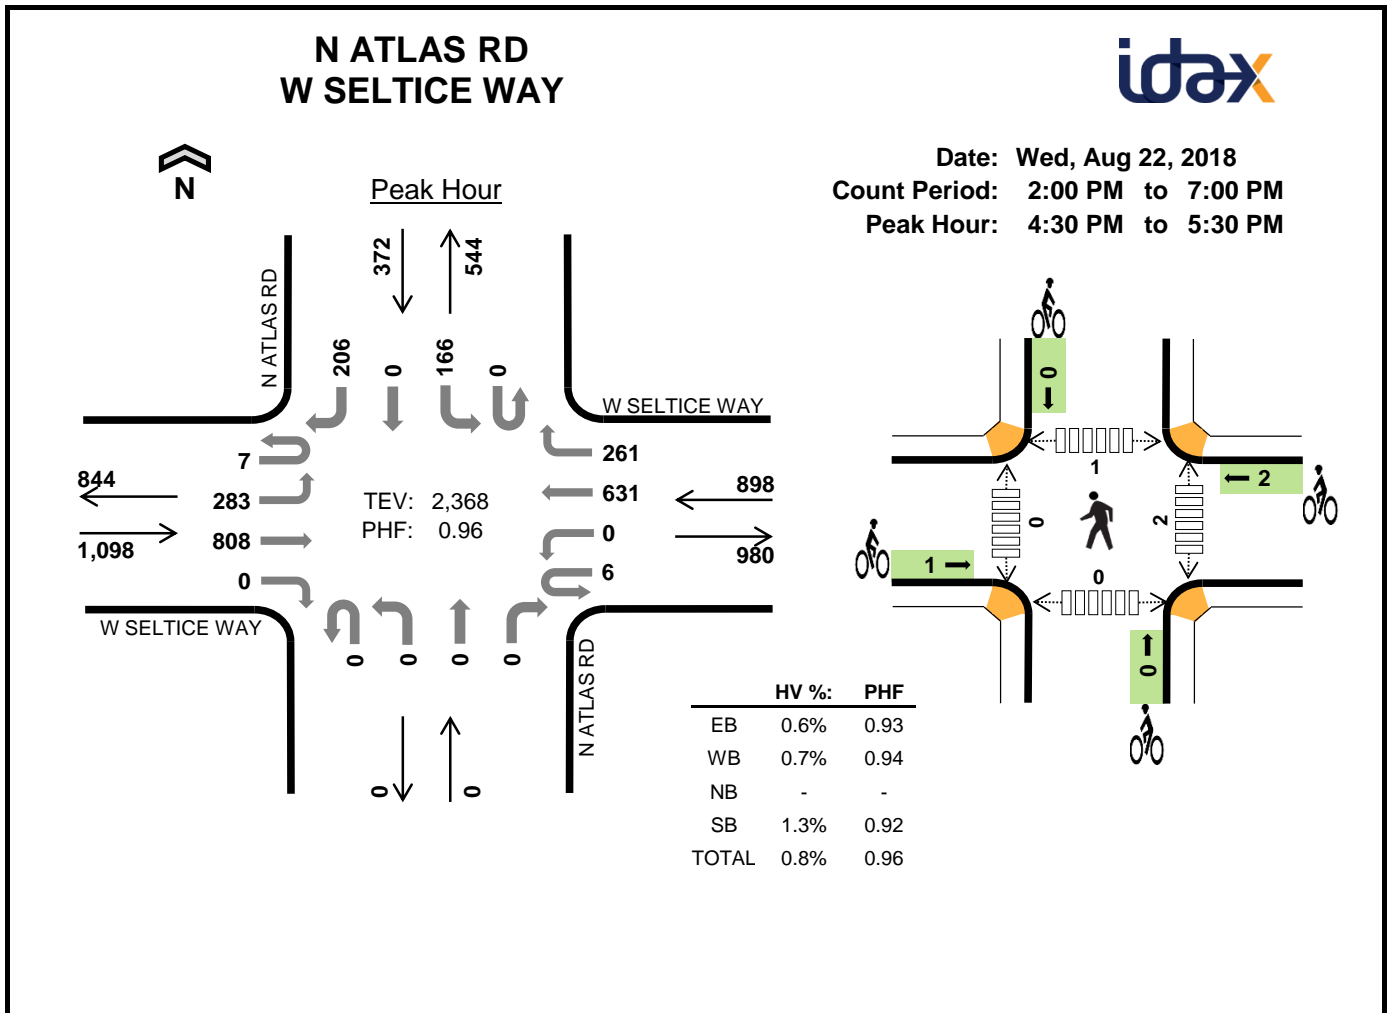 N ATLAS RD
W SELTICE WAY
idax
N
Peak Hour
Date: Wed, Aug 22, 2018
Count Period: 2:00 PM to 7:00 PM
Peak Hour: 4:30 PM to 5:30 PM
372
544
N ATLAS RD
206
0
166
0
W SELTICE WAY
7
261
844
283
631
898
TEV: 2,368
PHF: 0.96
1,098
808
0
980
0
6
W SELTICE WAY
0
0
0
0
N ATLAS RD
0
0
0
1
2
0
2
1
0
0
HV %: PHF
EB 0.6% 0.93
WB 0.7% 0.94
NB - -
SB 1.3% 0.92
TOTAL 0.8% 0.96